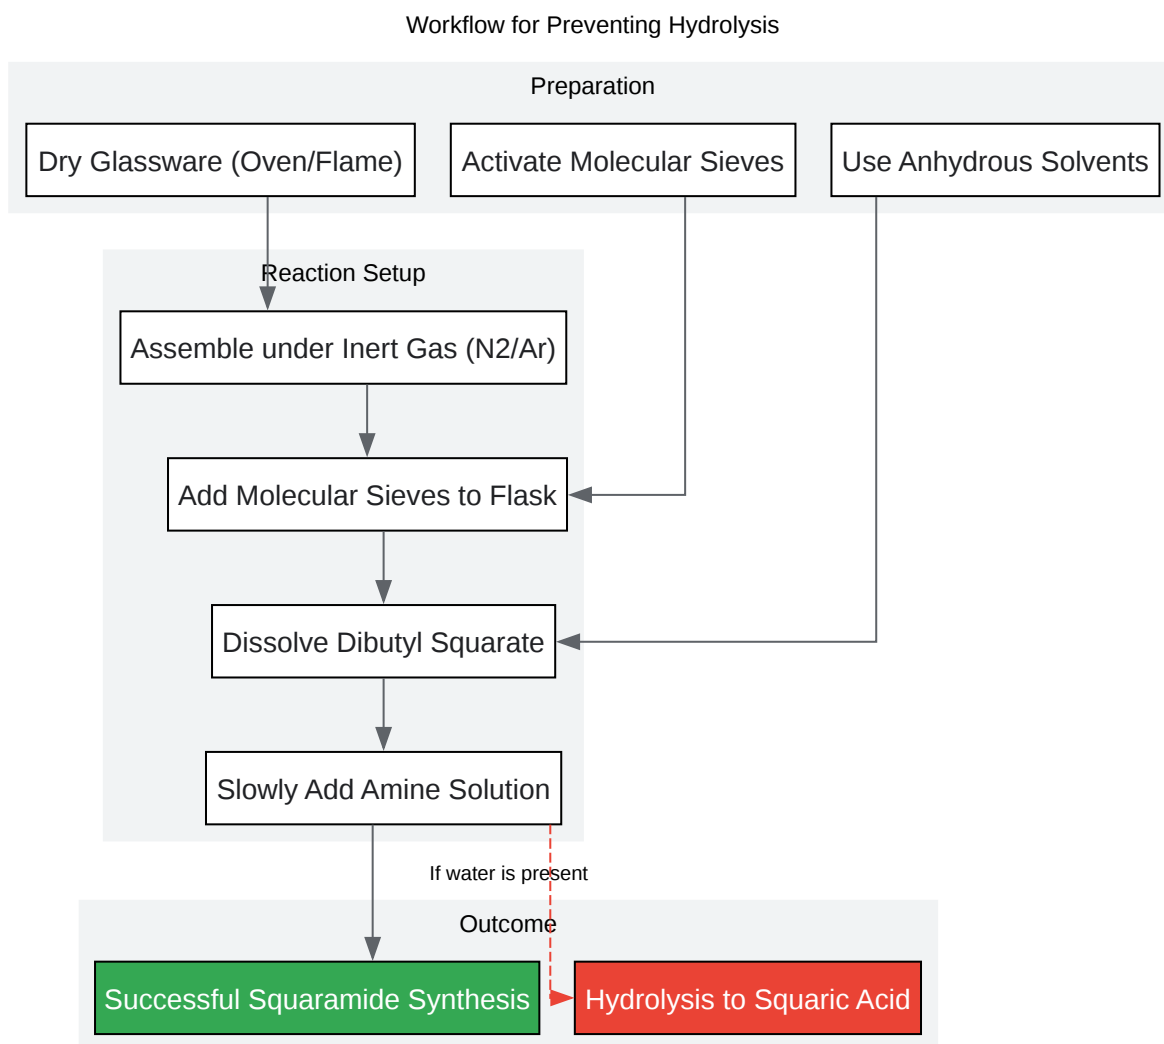 Workflow for Preventing Hydrolysis
Preparation
Dry Glassware (Oven/Flame)
Activate Molecular Sieves
Use Anhydrous Solvents
Reaction Setup
Assemble under Inert Gas (N2/Ar)
Add Molecular Sieves to Flask
Dissolve Dibutyl Squarate
Slowly Add Amine Solution
If water is present
Outcome
Successful Squaramide Synthesis
Hydrolysis to Squaric Acid